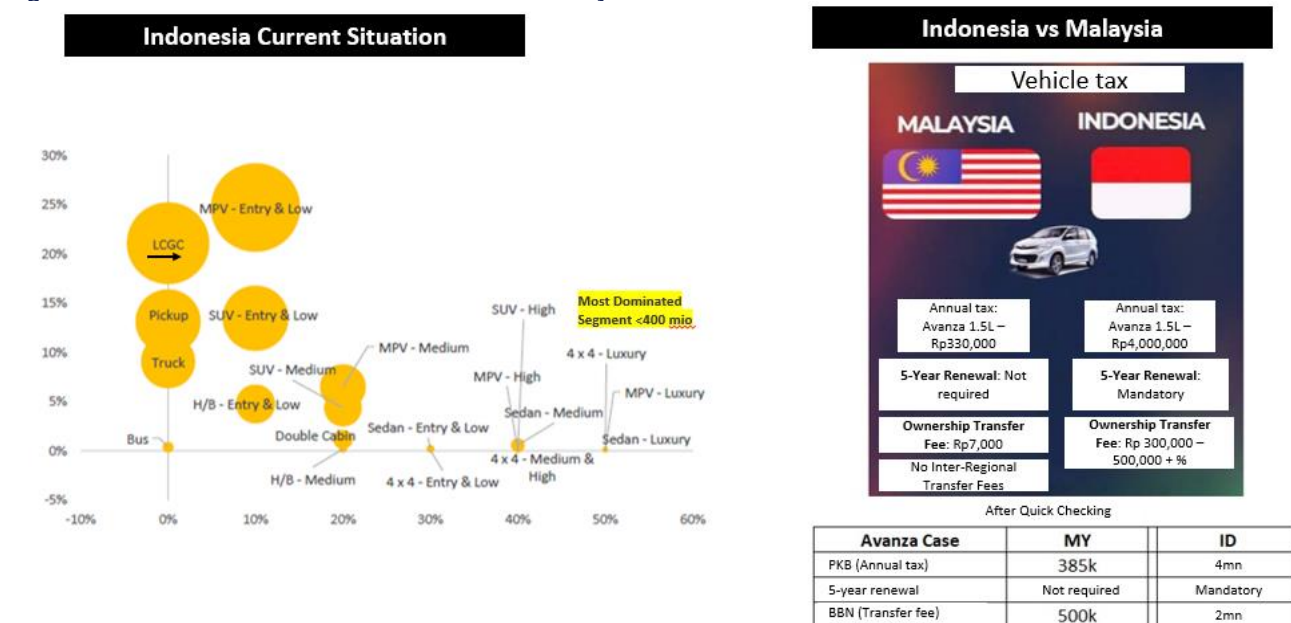 Indonesia Current Situation
30%
25%
20%
15%
10%
5%
0%
-5%
-10%
0%
10%
20%
30%
40%
50%
60%
MPV - Entry & Low
LCGC
Pickup
SUV - Entry & Low
Truck
H/B - Entry & Low
Bus
SUV - Medium
MPV - Medium
Double Cabin
H/B - Medium
Sedan - Entry & Low
4 x 4 - Entry & Low
SUV - High
MPV - High
Sedan - Medium
4 x 4 - Medium &
High
Most Dominated
Segment <400 mio
4 x 4 - Luxury
MPV - Luxury
Sedan - Luxury
Indonesia vs Malaysia
Vehicle tax
MALAYSIA
INDONESIA
Annual tax:
Avanza 1.5L –
Rp330,000
Annual tax:
Avanza 1.5L –
Rp4,000,000
5-Year Renewal: Not
required
5-Year Renewal:
Mandatory
Ownership Transfer
Fee: Rp7,000
Ownership Transfer
Fee: Rp 300,000 –
500,000 + %
No Inter-Regional
Transfer Fees
After Quick Checking
Avanza Case MY ID
PKB (Annual tax) 385k 4mn
5-year renewal Not required Mandatory
BBN (Transfer fee) 500k 2mn